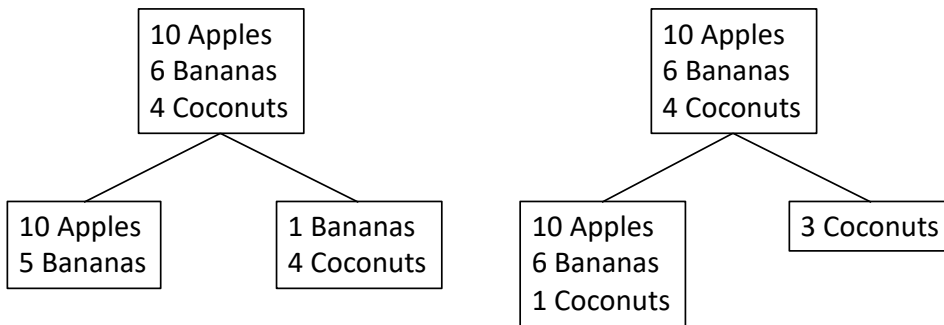 10 Apples
6 Bananas
4 Coconuts
10 Apples
5 Bananas
1 Bananas
4 Coconuts
10 Apples
6 Bananas
4 Coconuts
10 Apples
6 Bananas
1 Coconuts
3 Coconuts